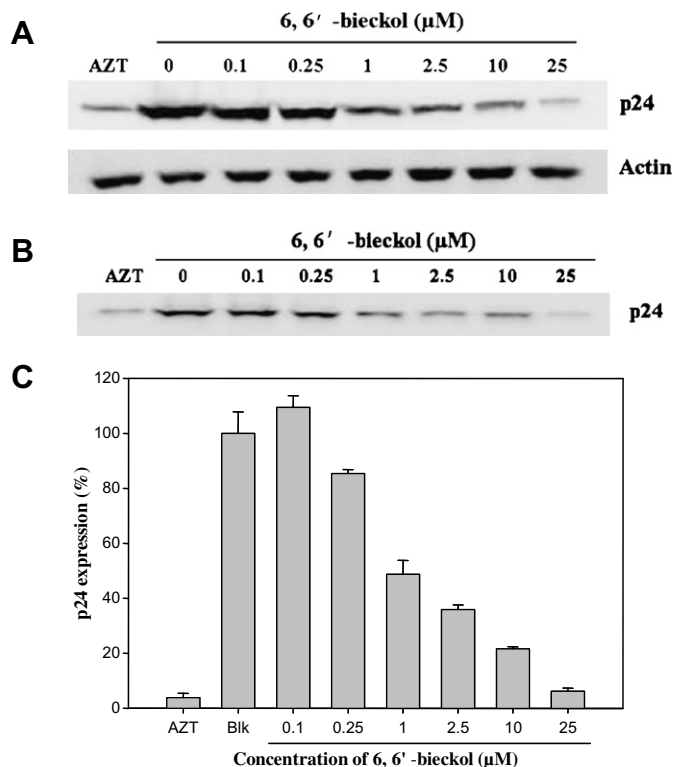 A
6, 6′ -bieckol (µM)
AZT 0 0.1 0.25 1 2.5 10 25
p24
Actin
B
6, 6′ -bieckol (µM)
AZT 0 0.1 0.25 1 2.5 10 25
p24
C
p24 expression (%)
120
100
80
60
40
20
0
AZT Blk 0.1 0.25 1 2.5 10 25
Concentration of 6, 6' -bieckol (µM)